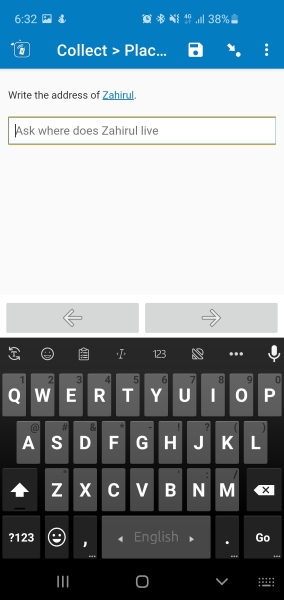 6:32 4G 38%
Collect > Plac...
Write the address of Zahirul.
Ask where does Zahirul live
123
1 2 3 4 5 6 7 8 9 0
Q W E R T Y U I O P
@ # & * - + = ( )
A S D F G H J K L
Z X C V B N M
?123 , English . Go